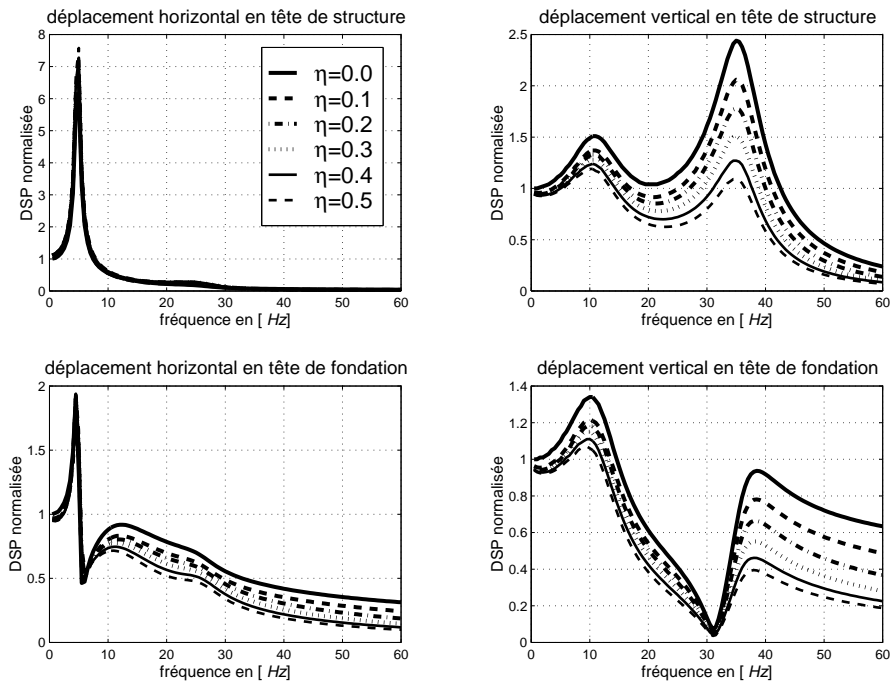 déplacement horizontal en tête de structure
DSP normalisée
8
7
6
5
4
3
2
1
0
0 10 20 30 40 50 60
fréquence en [ Hz]
η=0.0
η=0.1
η=0.2
η=0.3
η=0.4
η=0.5
déplacement vertical en tête de structure
DSP normalisée
2.5
2
1.5
1
0.5
0
0 10 20 30 40 50 60
fréquence en [ Hz]
déplacement horizontal en tête de fondation
DSP normalisée
2
1.5
1
0.5
0
0 10 20 30 40 50 60
fréquence en [ Hz]
déplacement vertical en tête de fondation
DSP normalisée
1.4
1.2
1
0.8
0.6
0.4
0.2
0
0 10 20 30 40 50 60
fréquence en [ Hz]